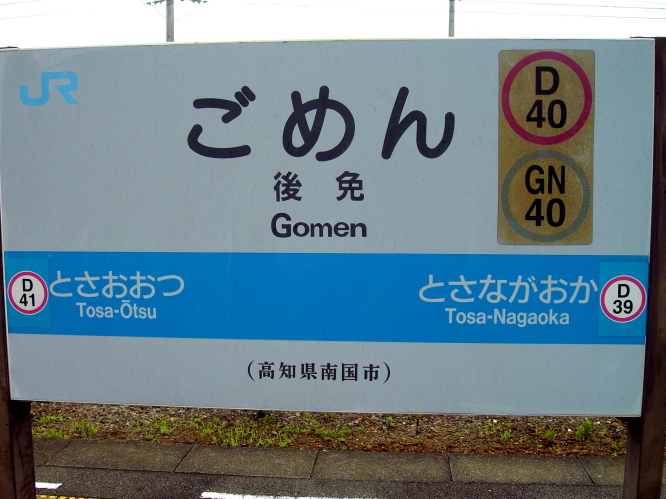 JR
ごめん
後免
Gomen
D
40
GN
40
D
41
とさおおつ
Tosa-Ōtsu
とさながおか
Tosa-Nagaoka
D
39
(高知県南国市)